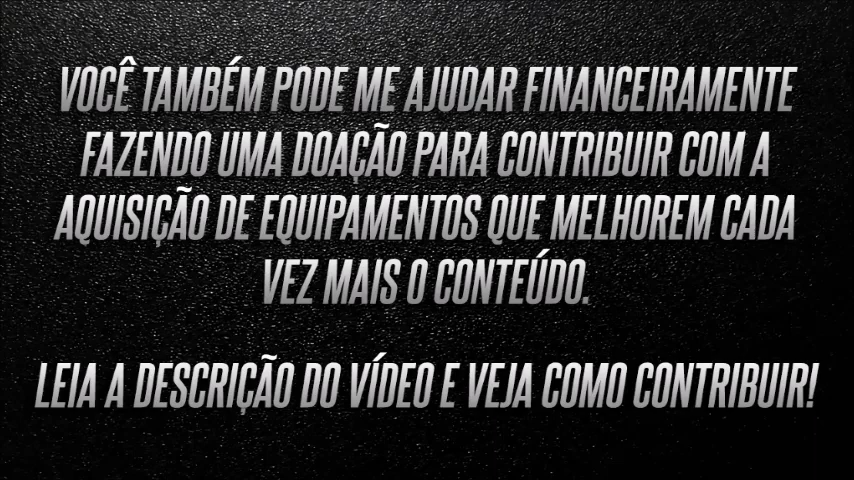 VOCÊ TAMBÉM PODE ME AJUDAR FINANCEIRAMENTE
FAZENDO UMA DOAÇÃO PARA CONTRIBUIR COM A
AQUISIÇÃO DE EQUIPAMENTOS QUE MELHOREM CADA
VEZ MAIS O CONTEÚDO.
LEIA A DESCRIÇÃO DO VÍDEO E VEJA COMO CONTRIBUIR!